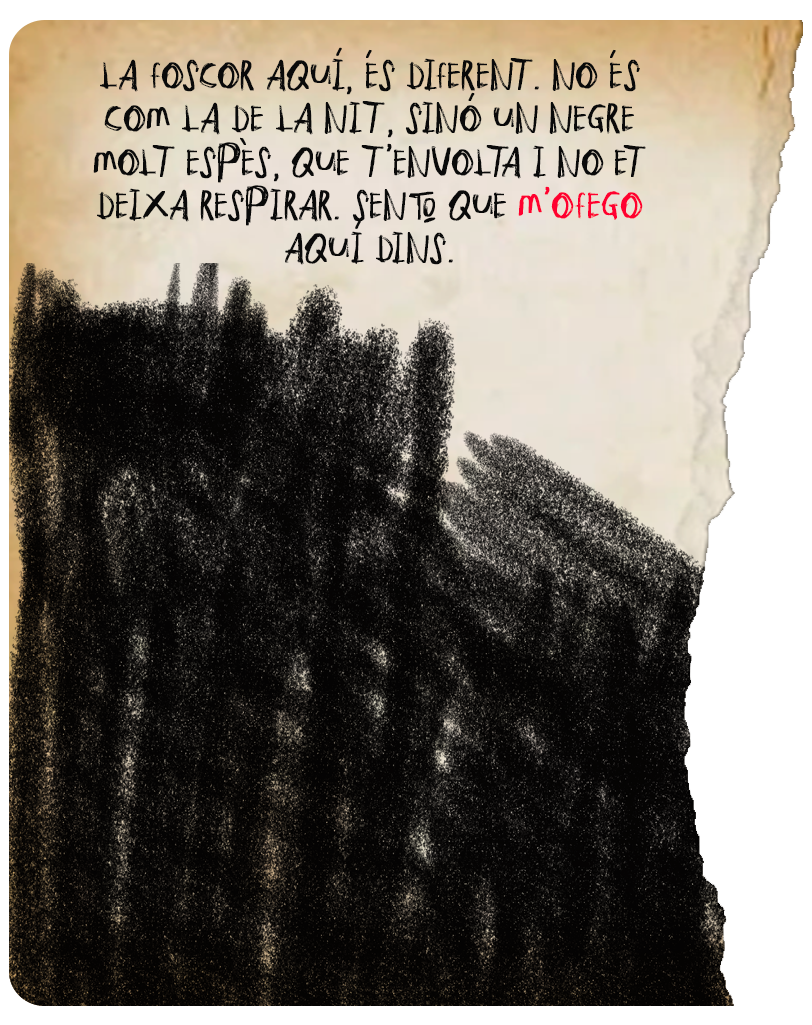 LA FOSCOR AQUÍ, ÉS DIFERENT. NO ÉS
COM LA DE LA NIT, SINÓ UN NEGRE
MOLT ESPÈS, QUE T'ENVOLTA I NO ET
DEIXA RESPIRAR. SENTO QUE M'OFEGO
AQUÍ DINS.